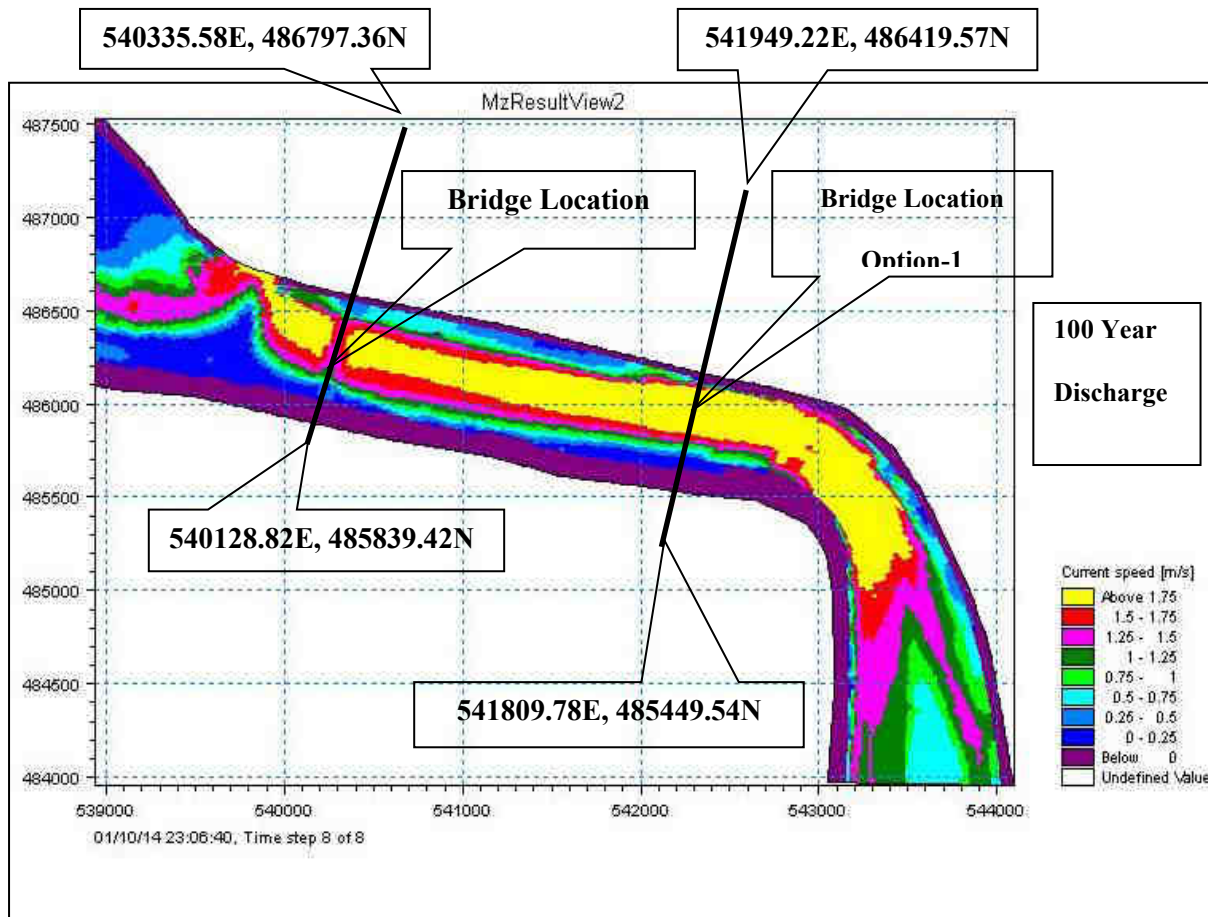 540335.58E, 486797.36N
541949.22E, 486419.57N
MzResultView2
487500
487000
486500
486000
485500
485000
484500
484000
Bridge Location
Bridge Location
Option-1
100 Year
Discharge
540128.82E, 485839.42N
541809.78E, 485449.54N
Current speed [m/s]
Above 1.75
1.5 - 1.75
1.25 - 1.5
1 - 1.25
0.75 - 1
0.5 - 0.75
0.25 - 0.5
0 - 0.25
Below 0
Undefined Value
539000 540000 541000 542000 543000 544000
01/10/14 23:06:40, Time step 8 of 8